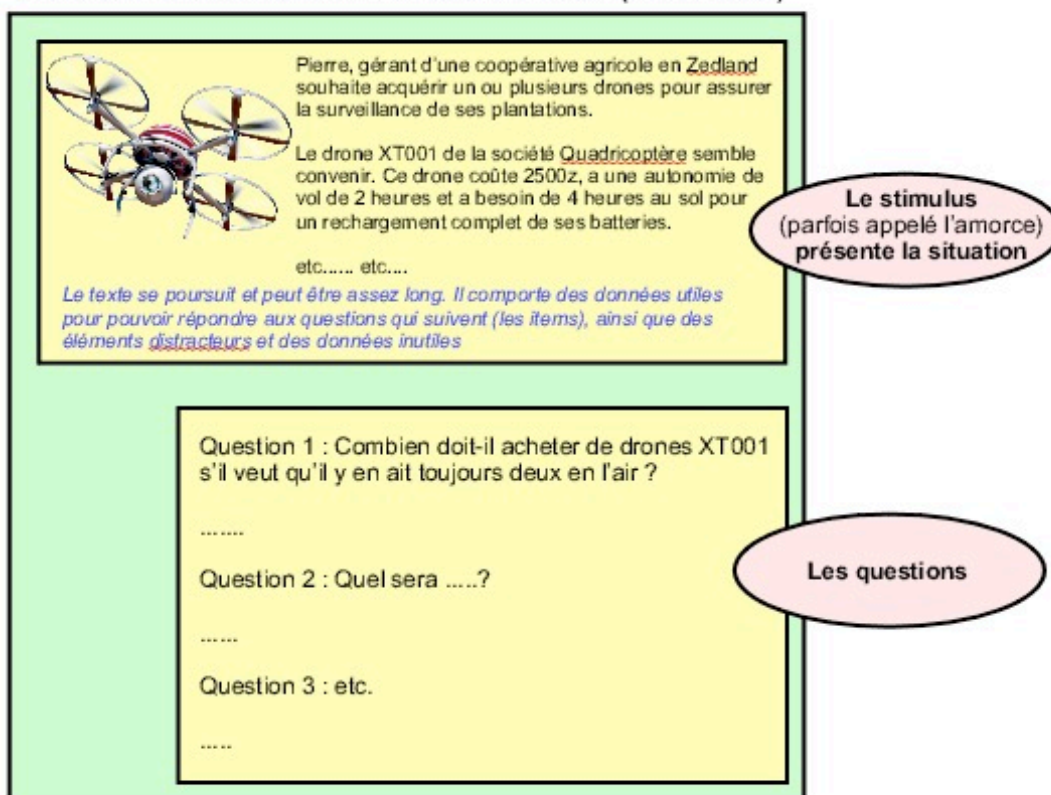 Pierre, gérant d'une coopérative agricole en Zedland
souhaite acquérir un ou plusieurs drones pour assurer
la surveillance de ses plantations.
Le drone XT001 de la société Quadricoptère semble
convenir. Ce drone coûte 2500z, a une autonomie de
vol de 2 heures et a besoin de 4 heures au sol pour
un rechargement complet de ses batteries.
etc...... etc....
Le texte se poursuit et peut être assez long. Il comporte des données utiles
pour pouvoir répondre aux questions qui suivent (les items), ainsi que des
éléments distracteurs et des données inutiles
Le stimulus
(parfois appelé l'amorce)
présente la situation
Question 1 : Combien doit-il acheter de drones XT001
s'il veut qu'il y en ait toujours deux en l'air ?
.......
Question 2 : Quel sera .....?
......
Question 3 : etc.
.....
Les questions